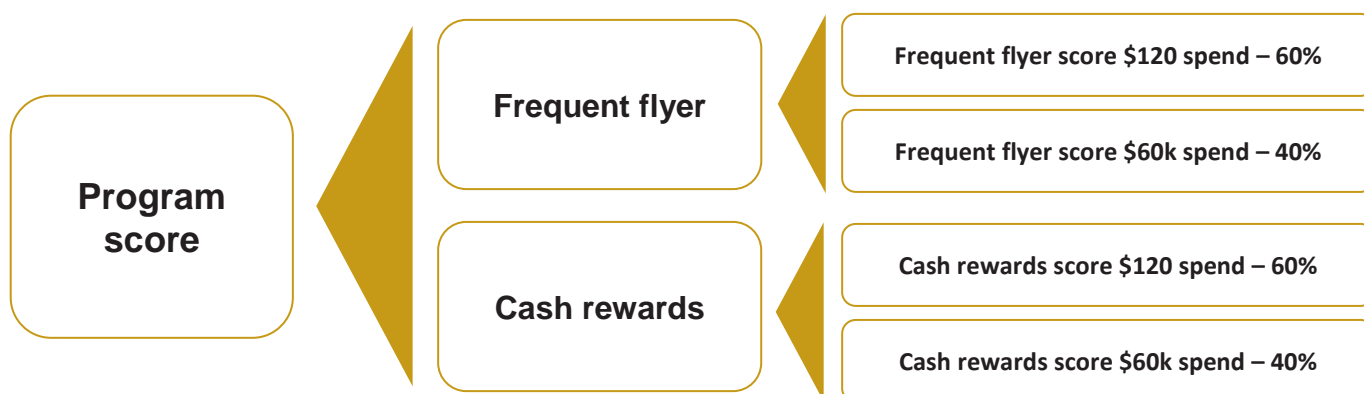 Program
score
Frequent flyer
Frequent flyer score $120 spend – 60%
Frequent flyer score $60k spend – 40%
Cash rewards
Cash rewards score $120 spend – 60%
Cash rewards score $60k spend – 40%